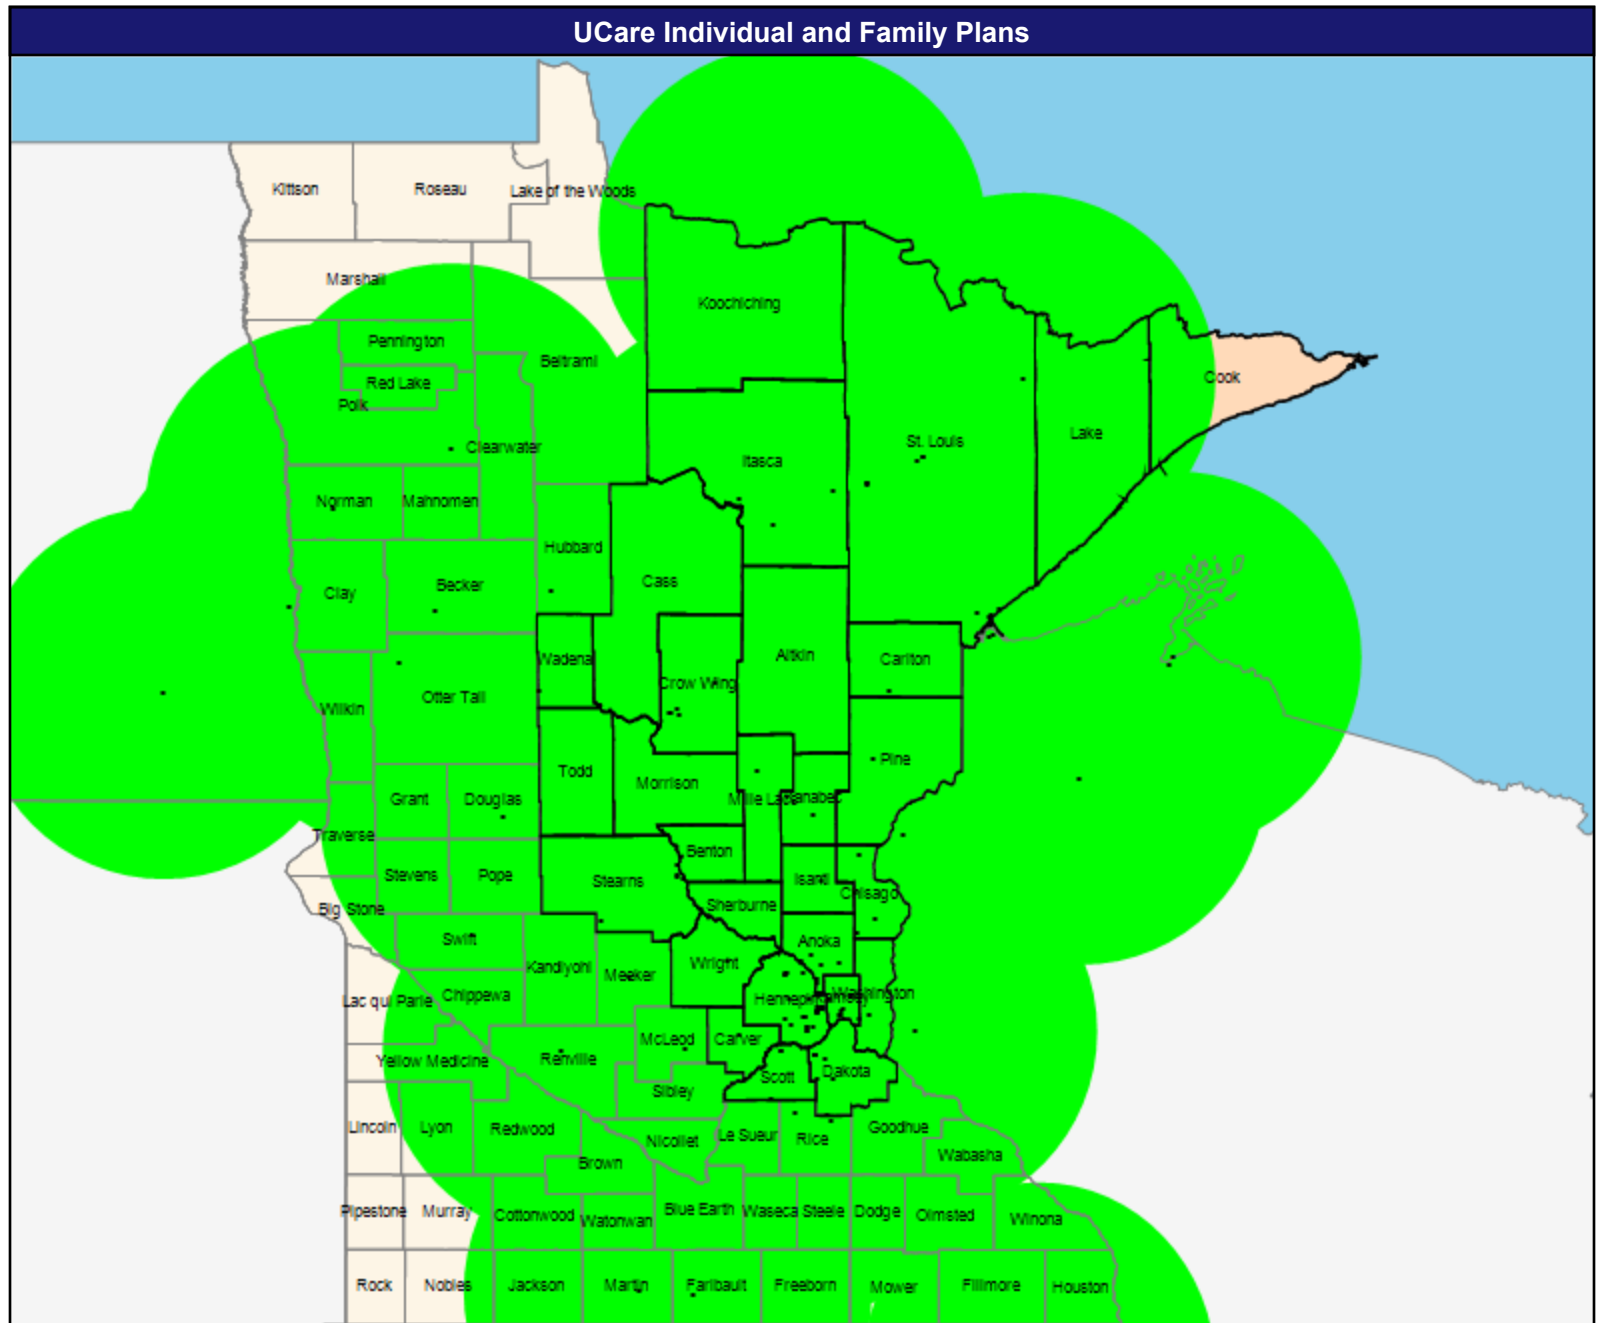 UCare Individual and Family Plans
Kittson
Roseau
Lake of the Woods
Marshall
Koochiching
Pennington
Beltrami
Red Lake
Cook
Polk
Lake
St. Louis
Clearwater
Itasca
Norman
Mahnomen
Hubbard
Cass
Becker
Clay
Aitkin
Carlton
Wadena
Crow Wing
Otter Tail
Wilkin
Pine
Todd
Morrison
Grant
Douglas
Mille Lacs
Kanabec
Traverse
Benton
Stevens
Pope
Stearns
Isanti
Chisago
Sherburne
Big Stone
Swift
Anoka
Kandiyohi
Wright
Meeker
Chippewa
Washington
Hennepin
Ramsey
Lac qui Parle
McLeod
Carver
Renville
Yellow Medicine
Dakota
Scott
Sibley
Lincoln
Lyon
Redwood
Goodhue
Le Sueur
Rice
Nicollet
Wabasha
Brown
Pipestone
Murray
Cottonwood
Watonwan
Blue Earth
Waseca
Steele
Dodge
Olmsted
Winona
Rock
Nobles
Jackson
Martin
Faribault
Freeborn
Mower
Fillmore
Houston